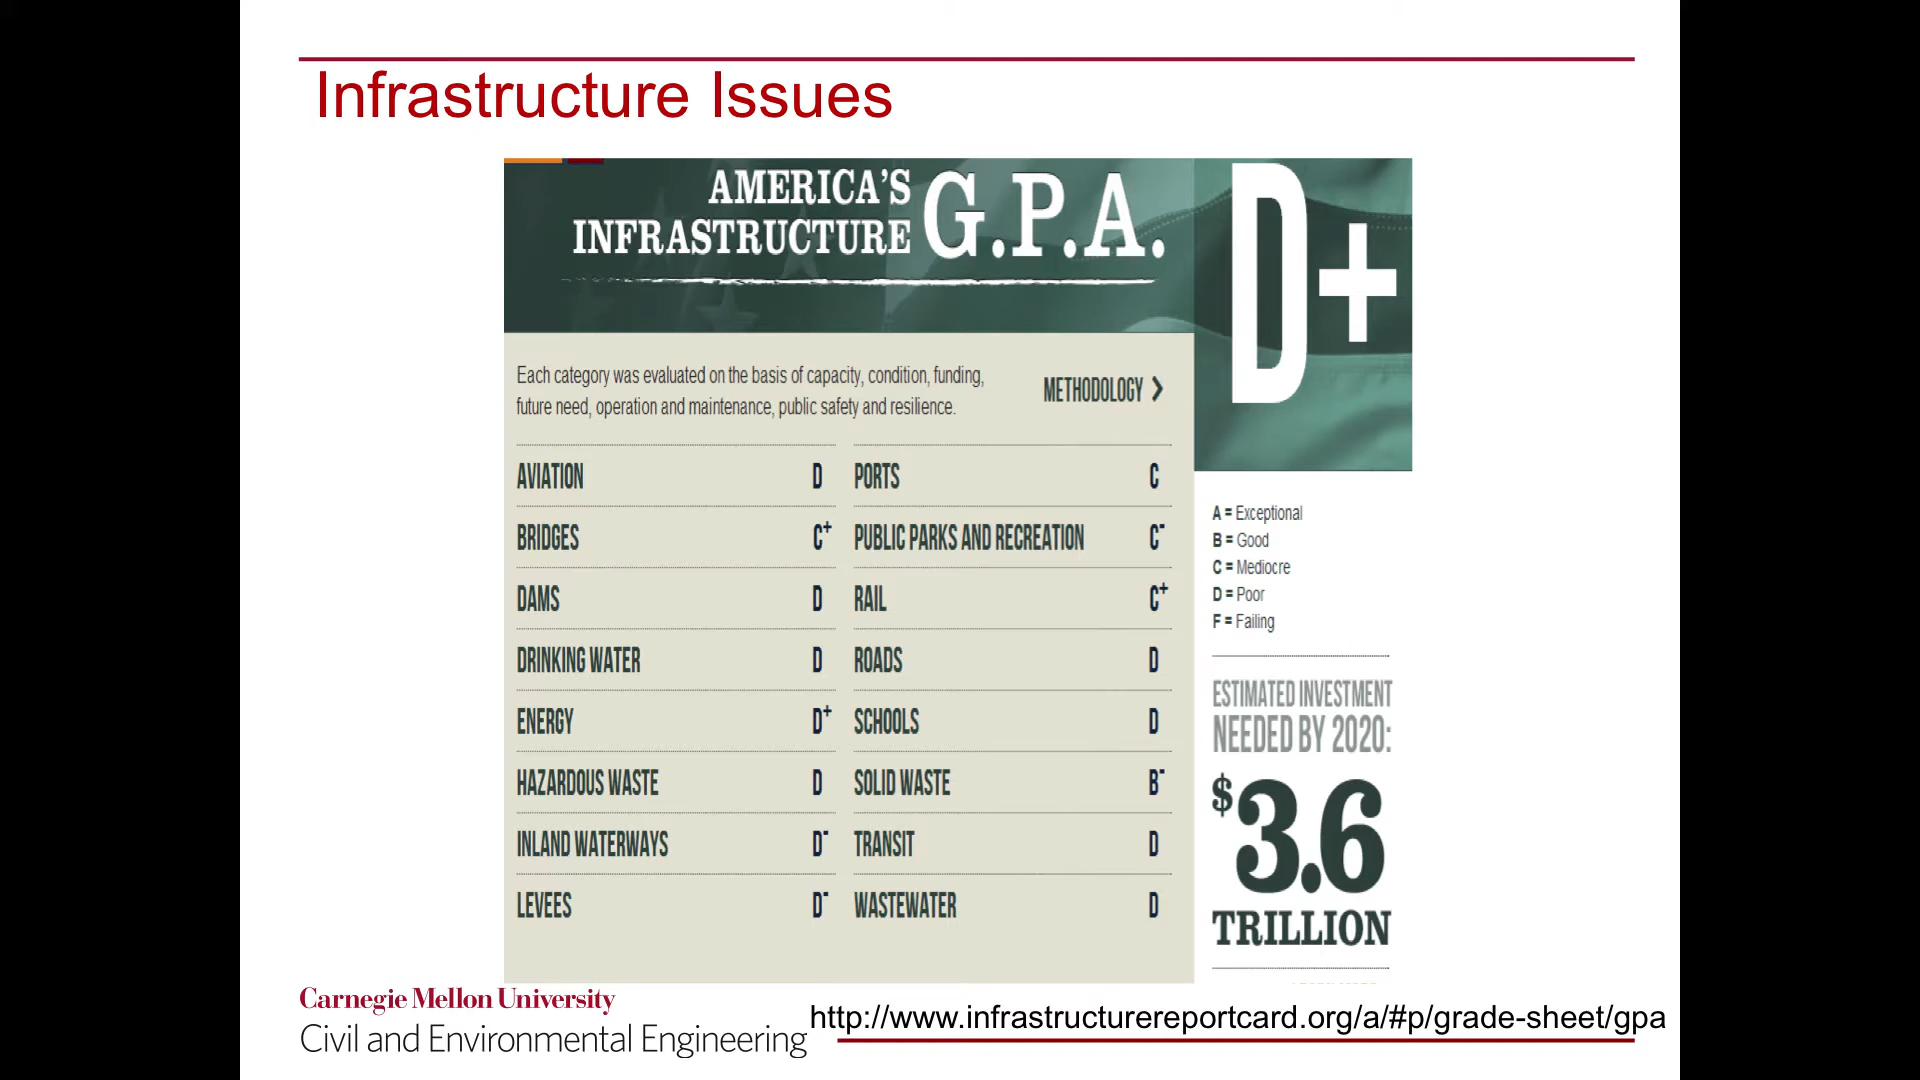 Infrastructure Issues
AMERICA'S
INFRASTRUCTURE
G.P.A.
D+
Each category was evaluated on the basis of capacity, condition, funding,
future need, operation and maintenance, public safety and resilience.
METHODOLOGY >
AVIATION D
BRIDGES C+
DAMS D
DRINKING WATER D
ENERGY D+
HAZARDOUS WASTE D
INLAND WATERWAYS D-
LEVEES D-
PORTS C
PUBLIC PARKS AND RECREATION C-
RAIL C+
ROADS D
SCHOOLS D
SOLID WASTE B-
TRANSIT D
WASTEWATER D
A = Exceptional
B = Good
C = Mediocre
D = Poor
F = Failing
ESTIMATED INVESTMENT
NEEDED BY 2020:
$3.6
TRILLION
Carnegie Mellon University
Civil and Environmental Engineering
http://www.infrastructurereportcard.org/a/#p/grade-sheet/gpa